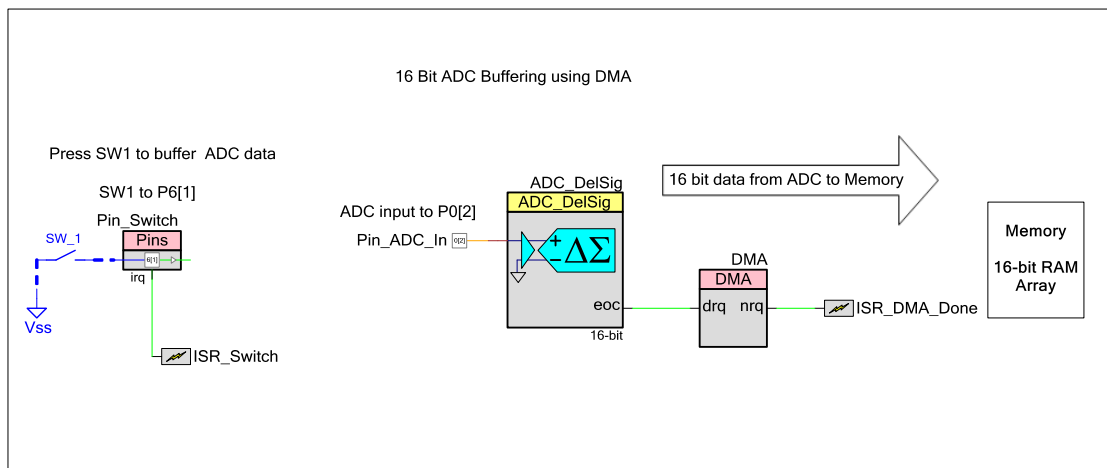 16 Bit ADC Buffering using DMA
Press SW1 to buffer ADC data
SW1 to P6[1]
Pin_Switch
Pins
SW_1
6[1]
irq
Vss
ISR_Switch
ADC input to P0[2]
Pin_ADC_In
0[2]
ADC_DelSig
ADC_DelSig
+
−
ΔΣ
eoc
16-bit
16 bit data from ADC to Memory
DMA
DMA
drq nrq
ISR_DMA_Done
Memory
16-bit RAM
Array